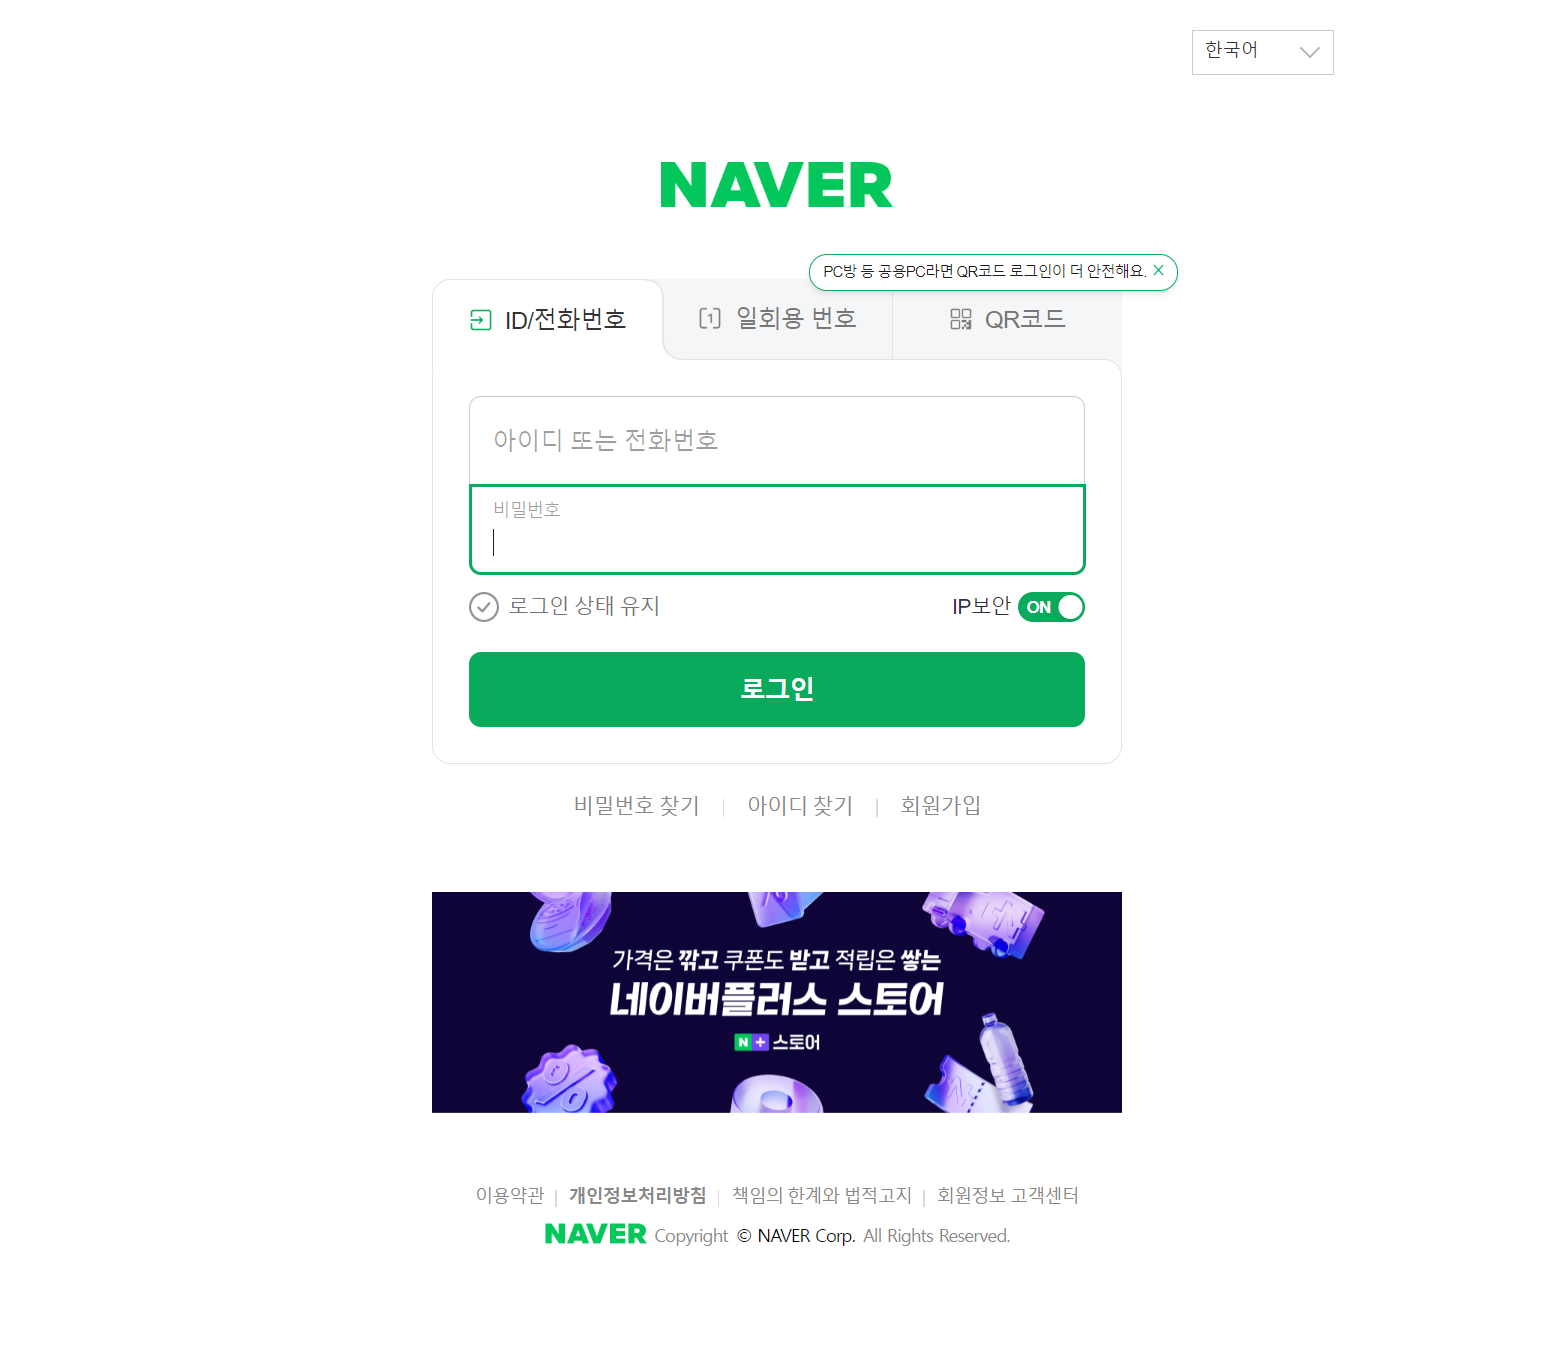 한국어
NAVER
PC방 등 공용PC라면 QR코드 로그인이 더 안전해요.
ID/전화번호
1 일회용 번호
QR코드
아이디 또는 전화번호
비밀번호
로그인 상태 유지
IP보안 ON
로그인
비밀번호 찾기 | 아이디 찾기 | 회원가입
가격은 깎고 쿠폰도 받고 적립은 쌓는
네이버플러스 스토어
N+ 스토어
이용약관 | 개인정보처리방침 | 책임의 한계와 법적고지 | 회원정보 고객센터
NAVER Copyright © NAVER Corp. All Rights Reserved.